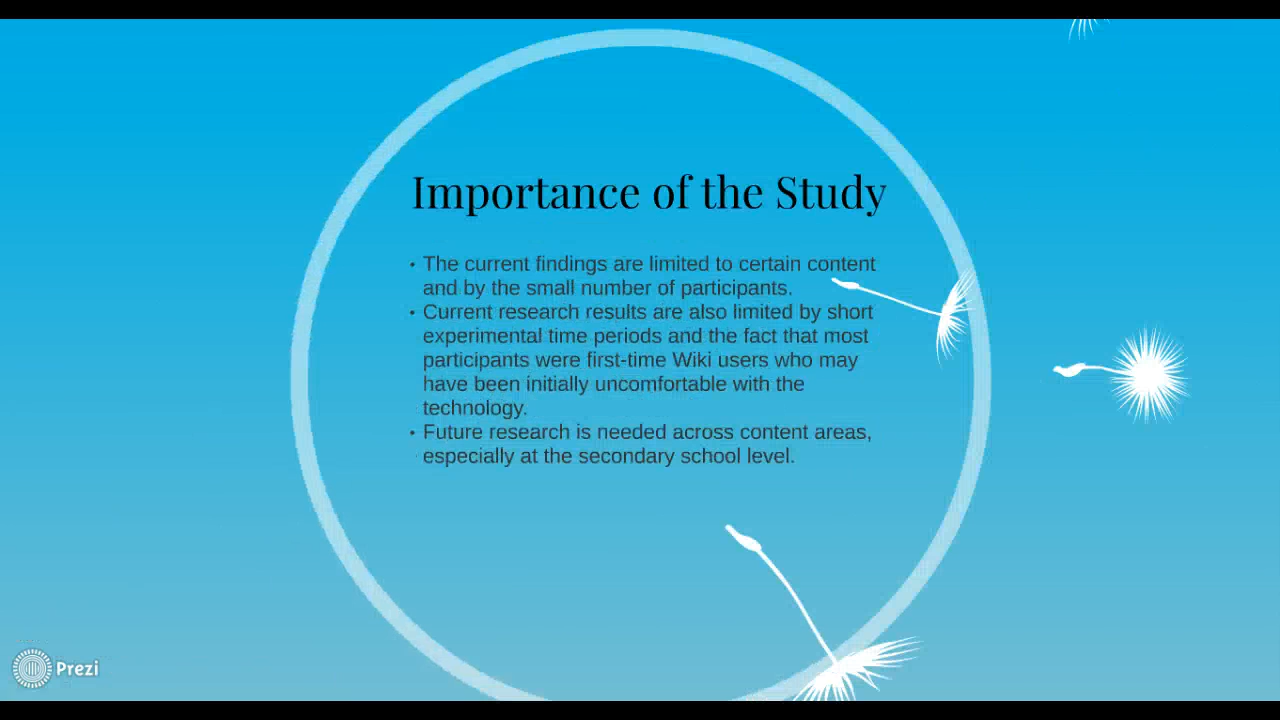 Importance of the Study
• The current findings are limited to certain content
and by the small number of participants.
• Current research results are also limited by short
experimental time periods and the fact that most
participants were first-time Wiki users who may
have been initially uncomfortable with the
technology.
• Future research is needed across content areas,
especially at the secondary school level.
Prezi